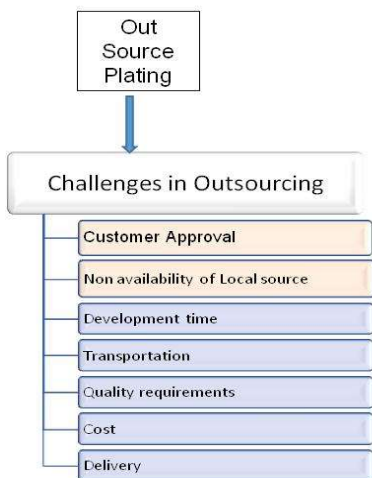 Out
Source
Plating
Challenges in Outsourcing
Customer Approval
Non availability of Local source
Development time
Transportation
Quality requirements
Cost
Delivery